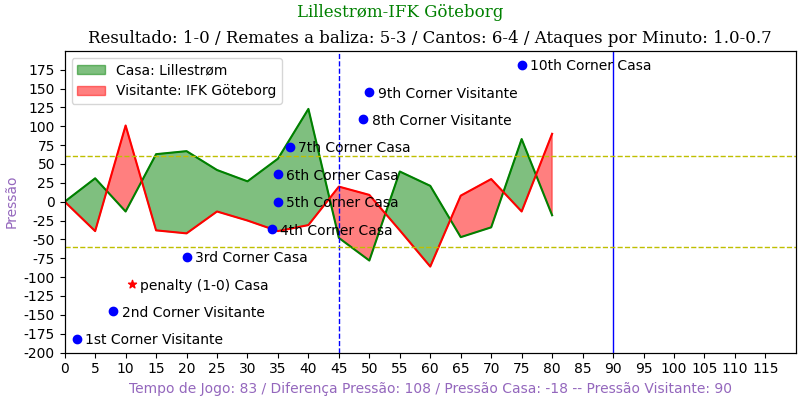 Lillestrøm-IFK Göteborg
Resultado: 1-0 / Remates a baliza: 5-3 / Cantos: 6-4 / Ataques por Minuto: 1.0-0.7
Casa: Lillestrøm
Visitante: IFK Göteborg
10th Corner Casa
9th Corner Visitante
8th Corner Visitante
7th Corner Casa
6th Corner Casa
5th Corner Casa
4th Corner Casa
3rd Corner Casa
penalty (1-0) Casa
2nd Corner Visitante
1st Corner Visitante
Pressão
175
150
125
100
75
50
25
0
-25
-50
-75
-100
-125
-150
-175
-200
0 5 10 15 20 25 30 35 40 45 50 55 60 65 70 75 80 85 90 95 100 105 110 115
Tempo de Jogo: 83 / Diferença Pressão: 108 / Pressão Casa: -18 -- Pressão Visitante: 90